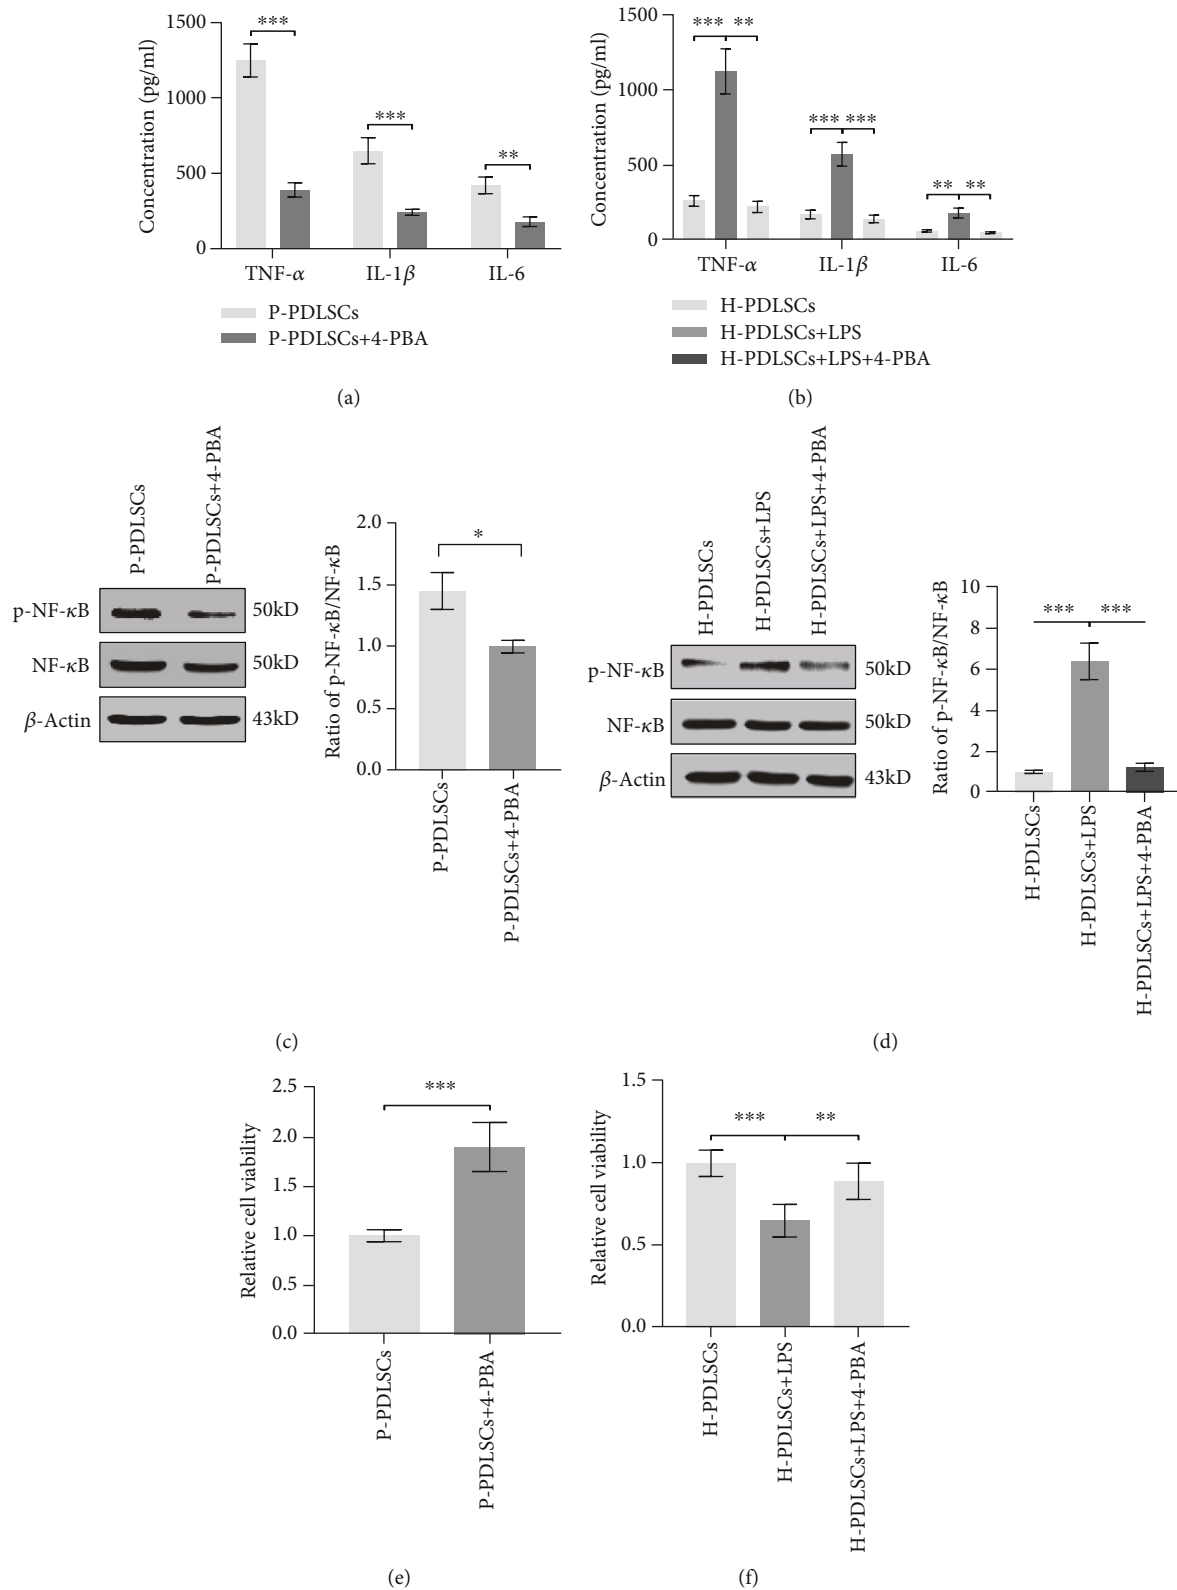 1500
1000
500
0
Concentration (pg/ml)
***
***
**
TNF-α
IL-1β
IL-6
P-PDLSCs
P-PDLSCs+4-PBA
(a)
1500
1000
500
0
Concentration (pg/ml)
*** **
*** ***
** **
TNF-α
IL-1β
IL-6
H-PDLSCs
H-PDLSCs+LPS
H-PDLSCs+LPS+4-PBA
(b)
P-PDLSCs
P-PDLSCs+4-PBA
p-NF-κB
50kD
NF-κB
50kD
β-Actin
43kD
Ratio of p-NF-κB/NF-κB
2.0
1.5
1.0
0.5
0.0
*
P-PDLSCs
P-PDLSCs+4-PBA
(c)
H-PDLSCs
H-PDLSCs+LPS
H-PDLSCs+LPS+4-PBA
p-NF-κB
50kD
NF-κB
50kD
β-Actin
43kD
Ratio of p-NF-κB/NF-κB
10
8
6
4
2
0
*** ***
H-PDLSCs
H-PDLSCs+LPS
H-PDLSCs+LPS+4-PBA
(d)
Relative cell viability
2.5
2.0
1.5
1.0
0.5
0.0
***
P-PDLSCs
P-PDLSCs+4-PBA
(e)
Relative cell viability
1.5
1.0
0.5
0.0
*** **
H-PDLSCs
H-PDLSCs+LPS
H-PDLSCs+LPS+4-PBA
(f)